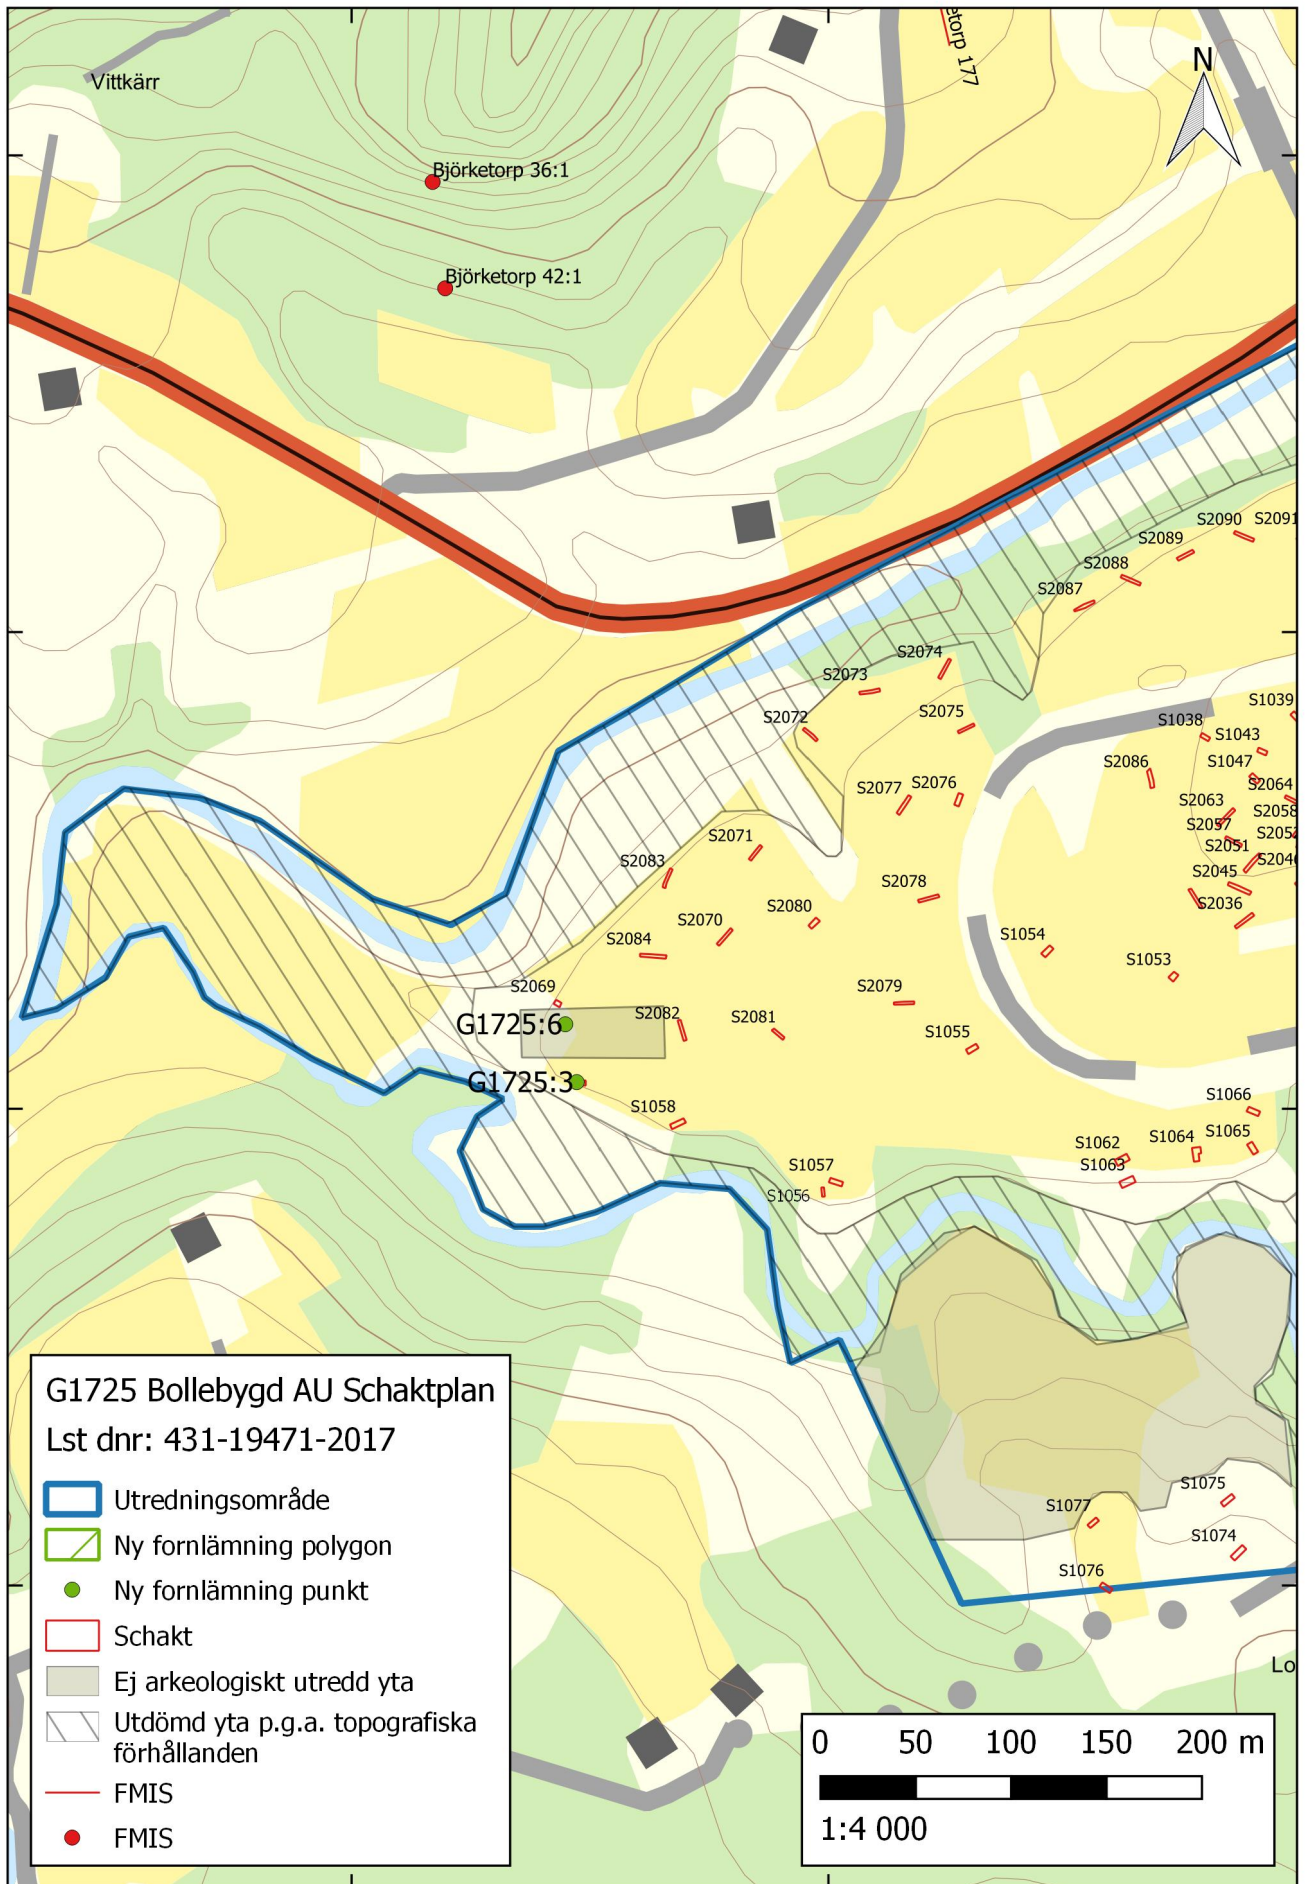 etorp 177
Vittkärr
N
Björketorp 36:1
Björketorp 42:1
S2090
S2091
S2089
S2088
S2087
S2074
S2073
S2072
S2075
S1039
S1038
S1043
S1047
S2086
S2077
S2076
S2064
S2063
S2058
S2057
S2052
S2051
S2046
S2071
S2083
S2078
S2045
S2036
S2080
S2070
S2084
S1054
S1053
S2069
S2079
G1725:6
S2082
S2081
S1055
G1725:3
S1058
S1066
S1062
S1064
S1065
S1063
S1057
S1056
S1075
S1077
S1074
S1076
Lo
G1725 Bollebygd AU Schaktplan
Lst dnr: 431-19471-2017
Utredningsområde
Ny fornlämning polygon
Ny fornlämning punkt
Schakt
Ej arkeologiskt utredd yta
Utdömd yta p.g.a. topografiska
förhållanden
FMIS
FMIS
0 50 100 150 200 m
1:4 000